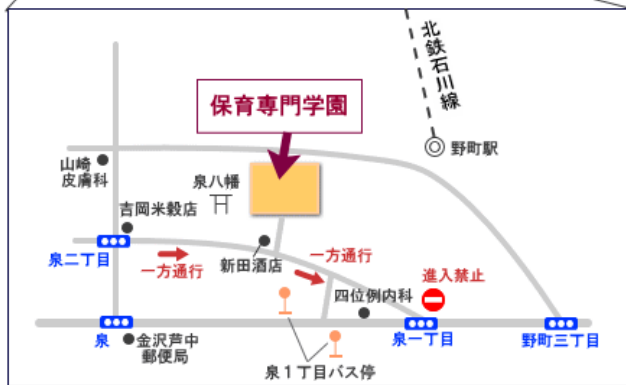 北鉄石川線
保育専門学園
野町駅
山崎
皮膚科
泉八幡
吉岡米穀店
泉二丁目
一方通行
新田酒店
一方通行
進入禁止
四位例内科
泉
金沢芦中
郵便局
泉一丁目
野町三丁目
泉1丁目バス停